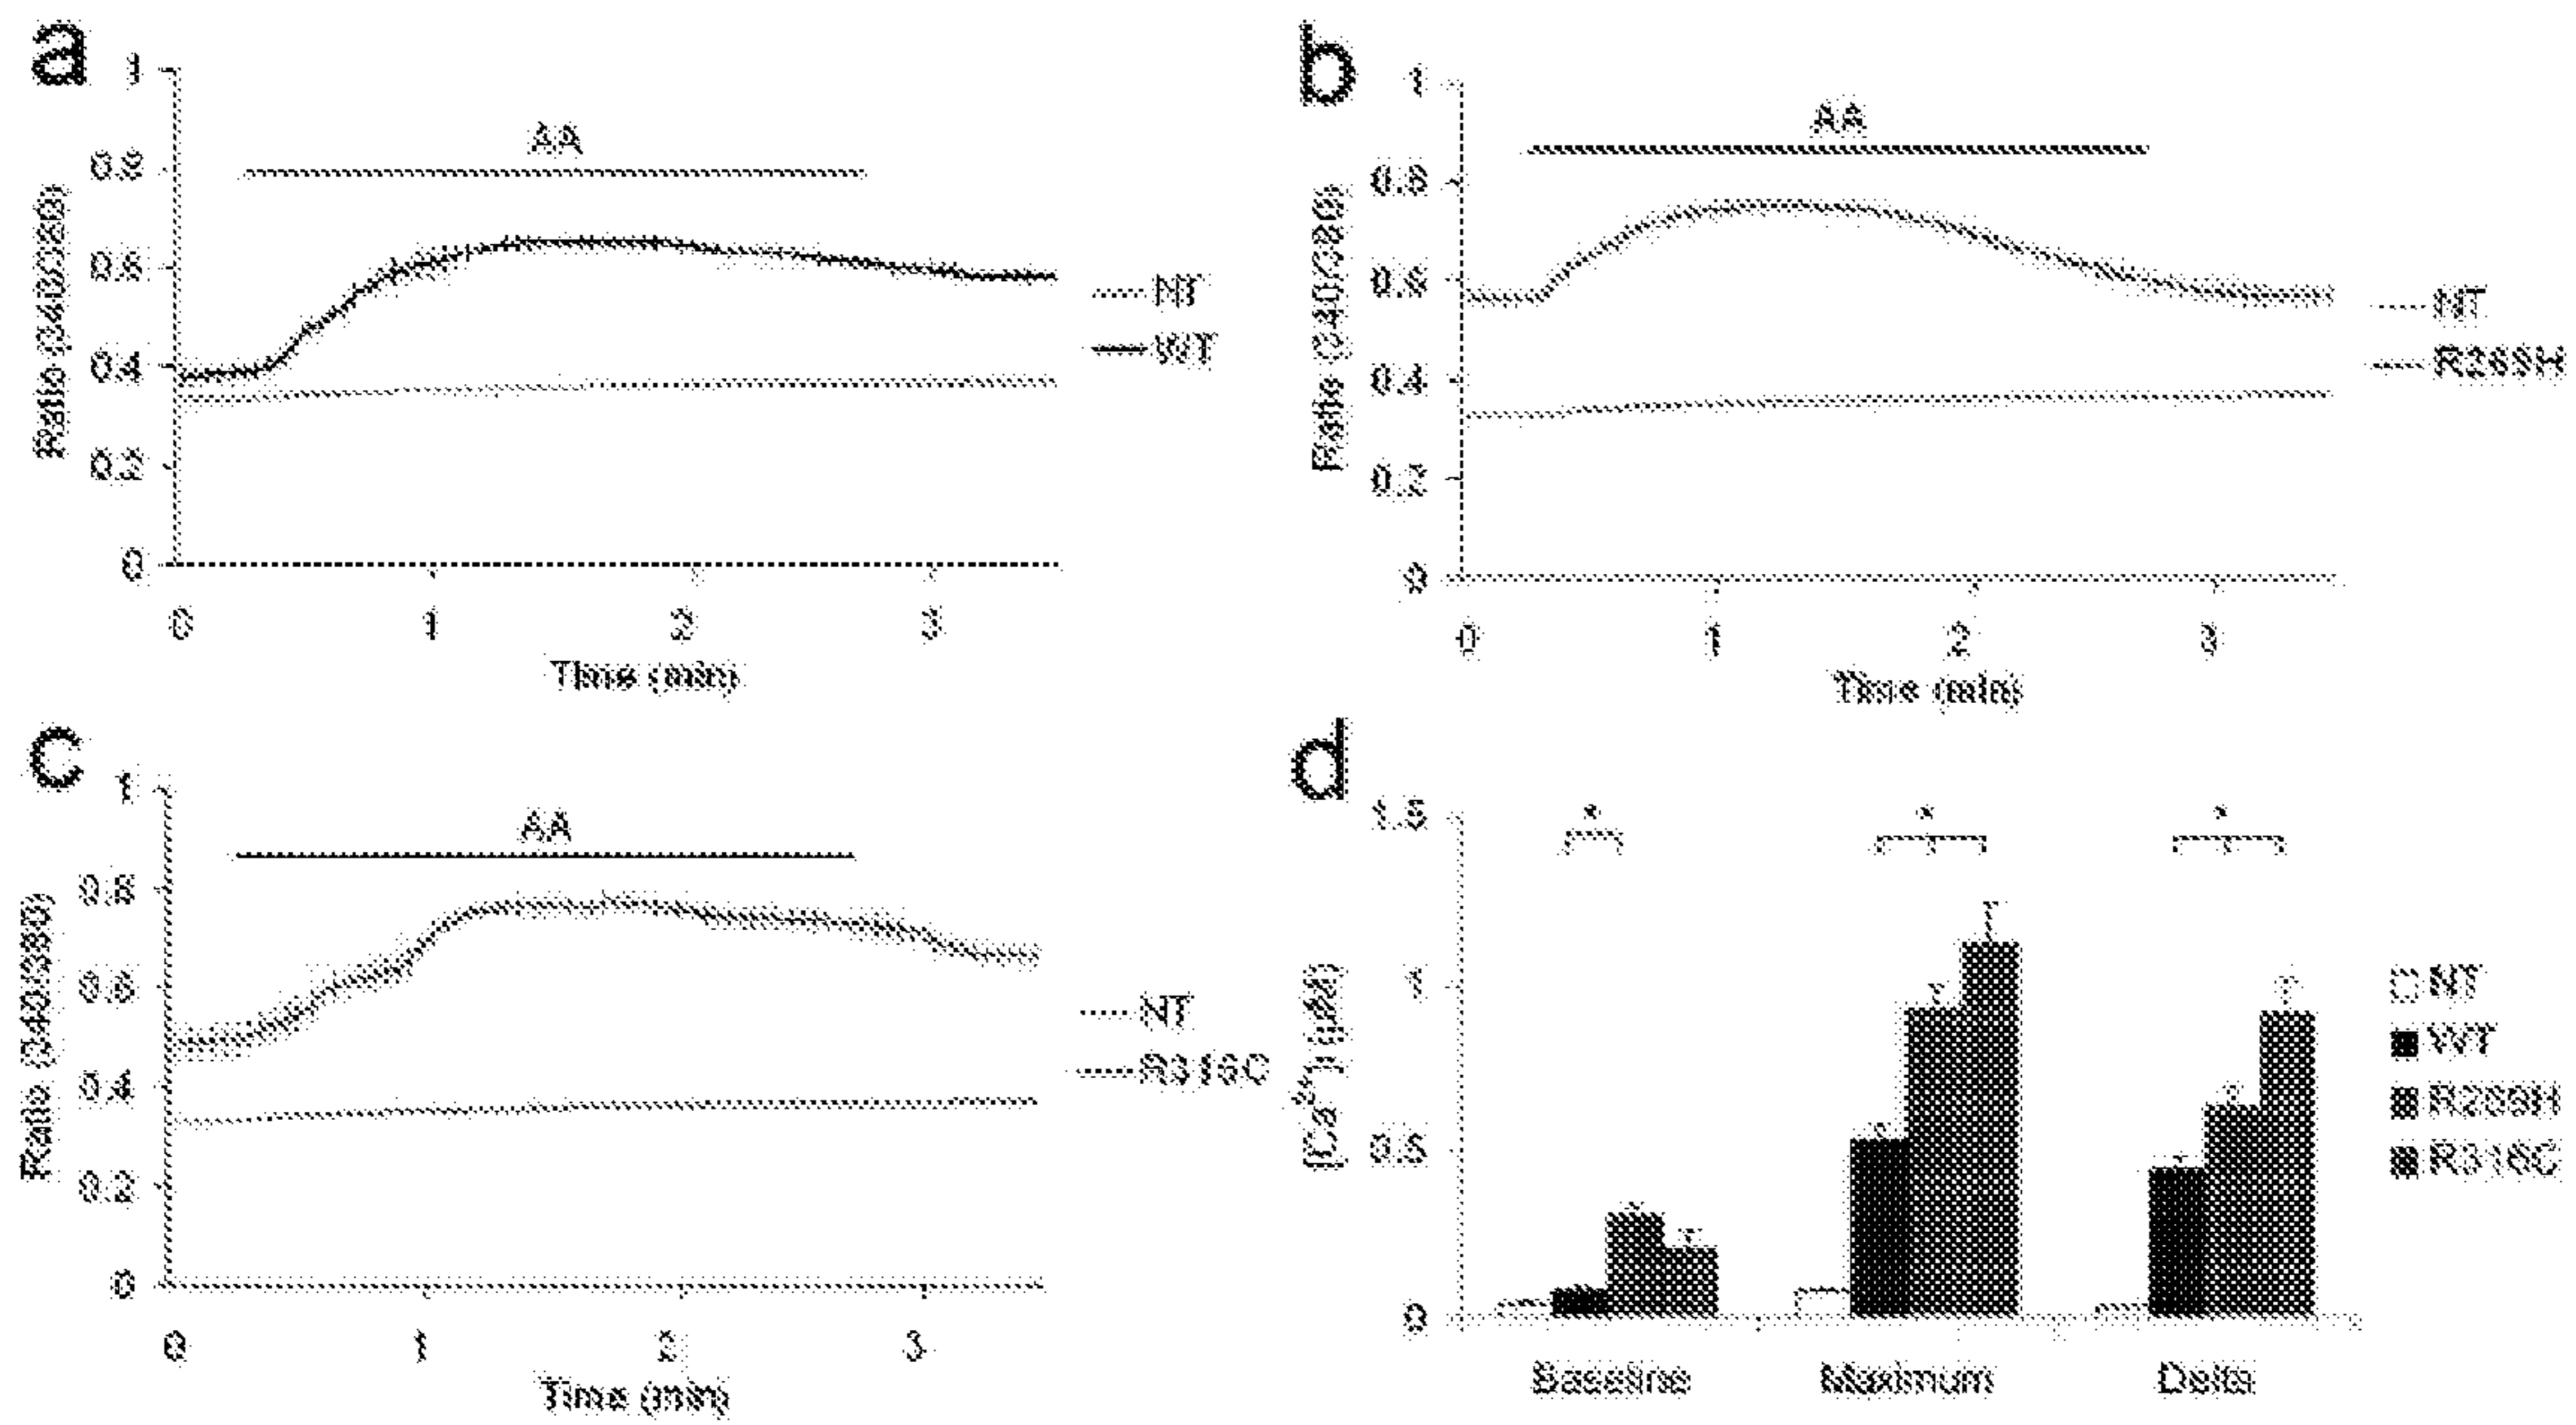 a
1
AA
0.8
Ratio (340/380)
0.6
NT
WT
0.4
0.2
0
0 1 2 3
Time (min)
b
1
AA
0.8
Ratio (340/380)
0.6
NT
R269H
0.4
0.2
0
0 1 2 3
Time (min)
c
1
AA
0.8
Ratio (340/380)
0.6
NT
R316C
0.4
0.2
0
0 1 2 3
Time (min)
d
1.5
* * *
1
[Ca2+] (µM)
0.5
0
NT
WT
R269H
R316C
Baseline Maximum Delta